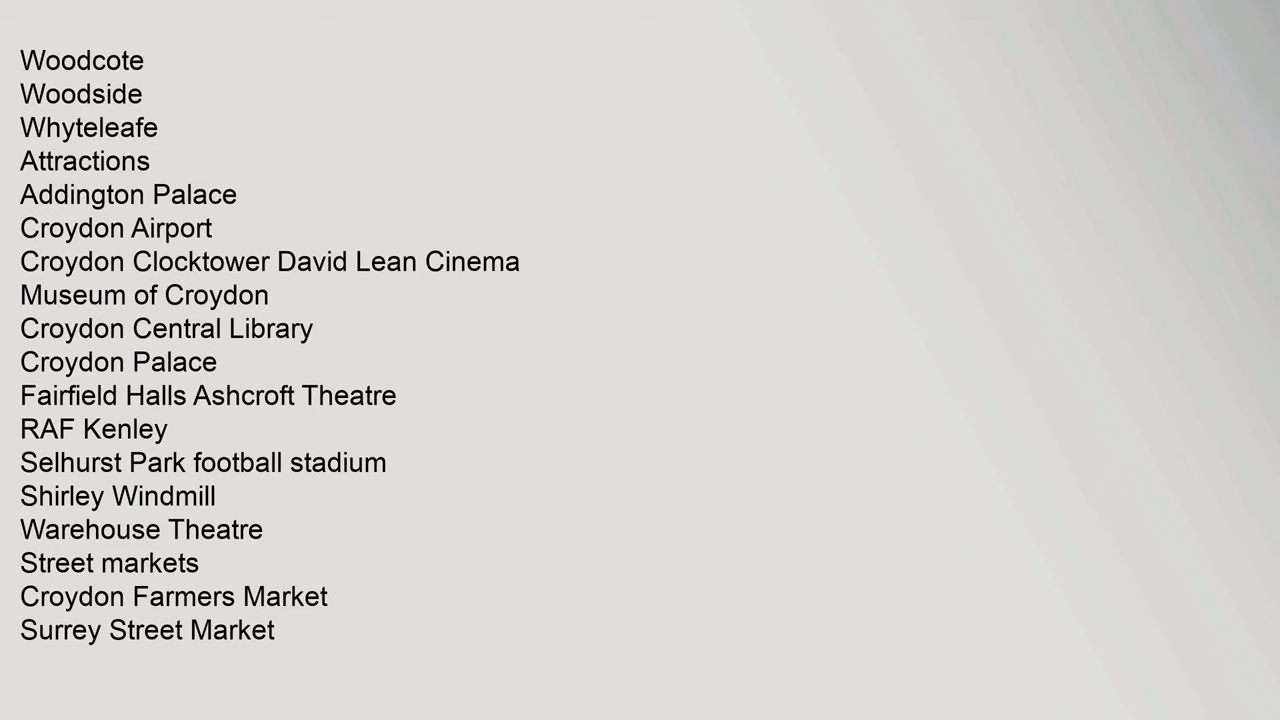 Woodcote
Woodside
Whyteleafe
Attractions
Addington Palace
Croydon Airport
Croydon Clocktower David Lean Cinema
Museum of Croydon
Croydon Central Library
Croydon Palace
Fairfield Halls Ashcroft Theatre
RAF Kenley
Selhurst Park football stadium
Shirley Windmill
Warehouse Theatre
Street markets
Croydon Farmers Market
Surrey Street Market